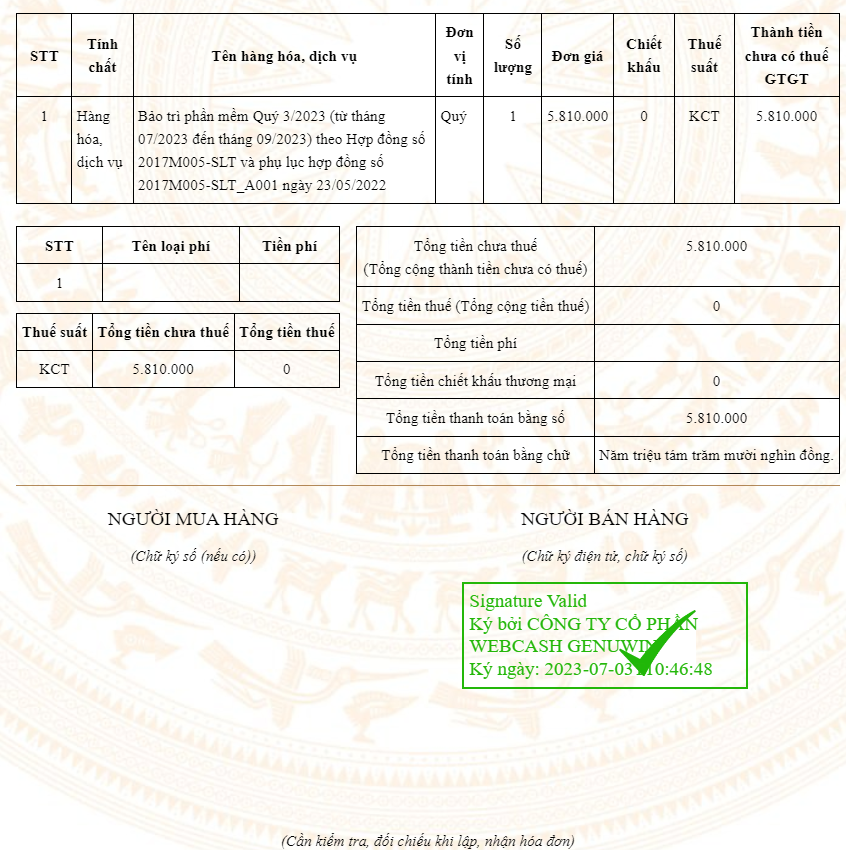 STT Tính chất Tên hàng hóa, dịch vụ Đơn vị tính Số lượng Đơn giá Chiết khấu Thuế suất Thành tiền chưa có thuế GTGT
1 Hàng hóa, dịch vụ Bảo trì phần mềm Quý 3/2023 (từ tháng Quý 1 5.810.000 0 KCT 5.810.000
07/2023 đến tháng 09/2023) theo Hợp đồng số
2017M005-SLT và phụ lục hợp đồng số
2017M005-SLT_A001 ngày 23/05/2022
STT Tên loại phí Tiền phí
1
Thuế suất Tổng tiền chưa thuế Tổng tiền thuế
KCT 5.810.000 0
Tổng tiền chưa thuế 5.810.000
(Tổng cộng thành tiền chưa có thuế)
Tổng tiền thuế (Tổng cộng tiền thuế) 0
Tổng tiền phí
Tổng tiền chiết khấu thương mại 0
Tổng tiền thanh toán bằng số 5.810.000
Tổng tiền thanh toán bằng chữ Năm triệu tám trăm mười nghìn đồng.
NGƯỜI MUA HÀNG
(Chữ ký số (nếu có))
NGƯỜI BÁN HÀNG
(Chữ ký điện tử, chữ ký số)
Signature Valid
Ký bởi CÔNG TY CỔ PHẦN
WEBCASH GENUWIN
Ký ngày: 2023-07-03 10:46:48
(Cần kiểm tra, đối chiếu khi lập, nhận hóa đơn)